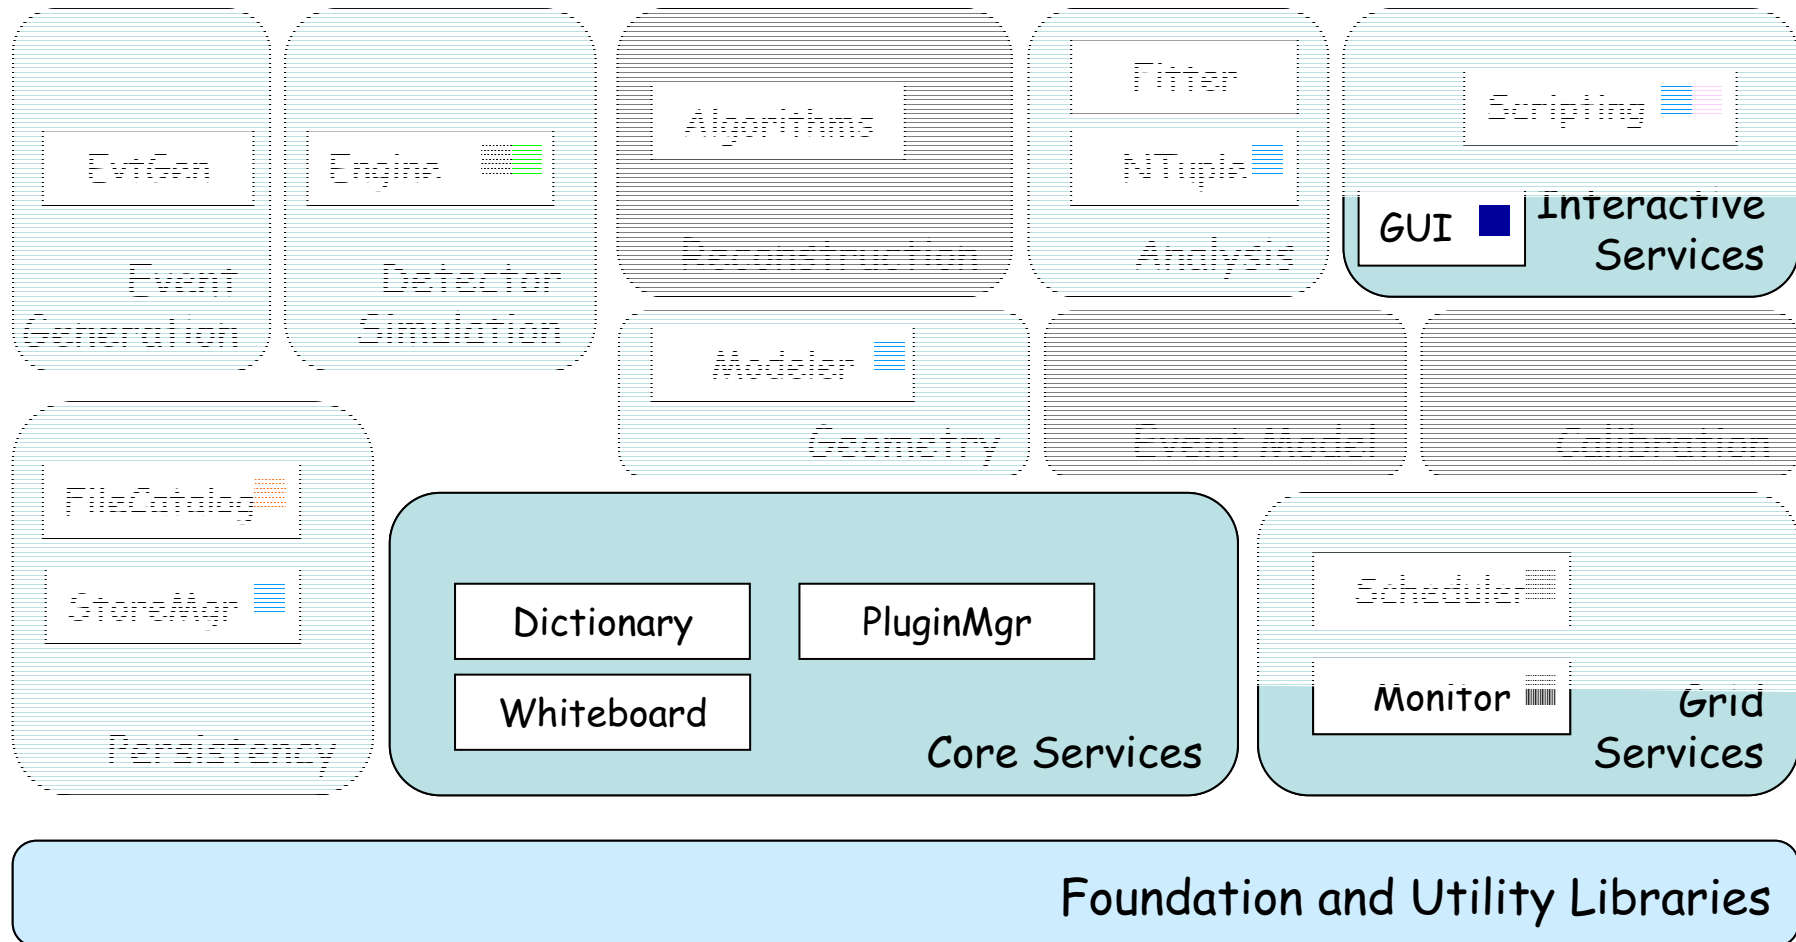 EvtGen
Event
Generation
Engine
Detector
Simulation
Algorithms
Reconstruction
Fitter
NTuple
Analysis
Scripting
GUI
Interactive
Services
Modeler
Geometry
Event Model
Calibration
FileCatalog
StoreMgr
Persistency
Dictionary
PluginMgr
Whiteboard
Core Services
Scheduler
Monitor
Grid
Services
Foundation and Utility Libraries